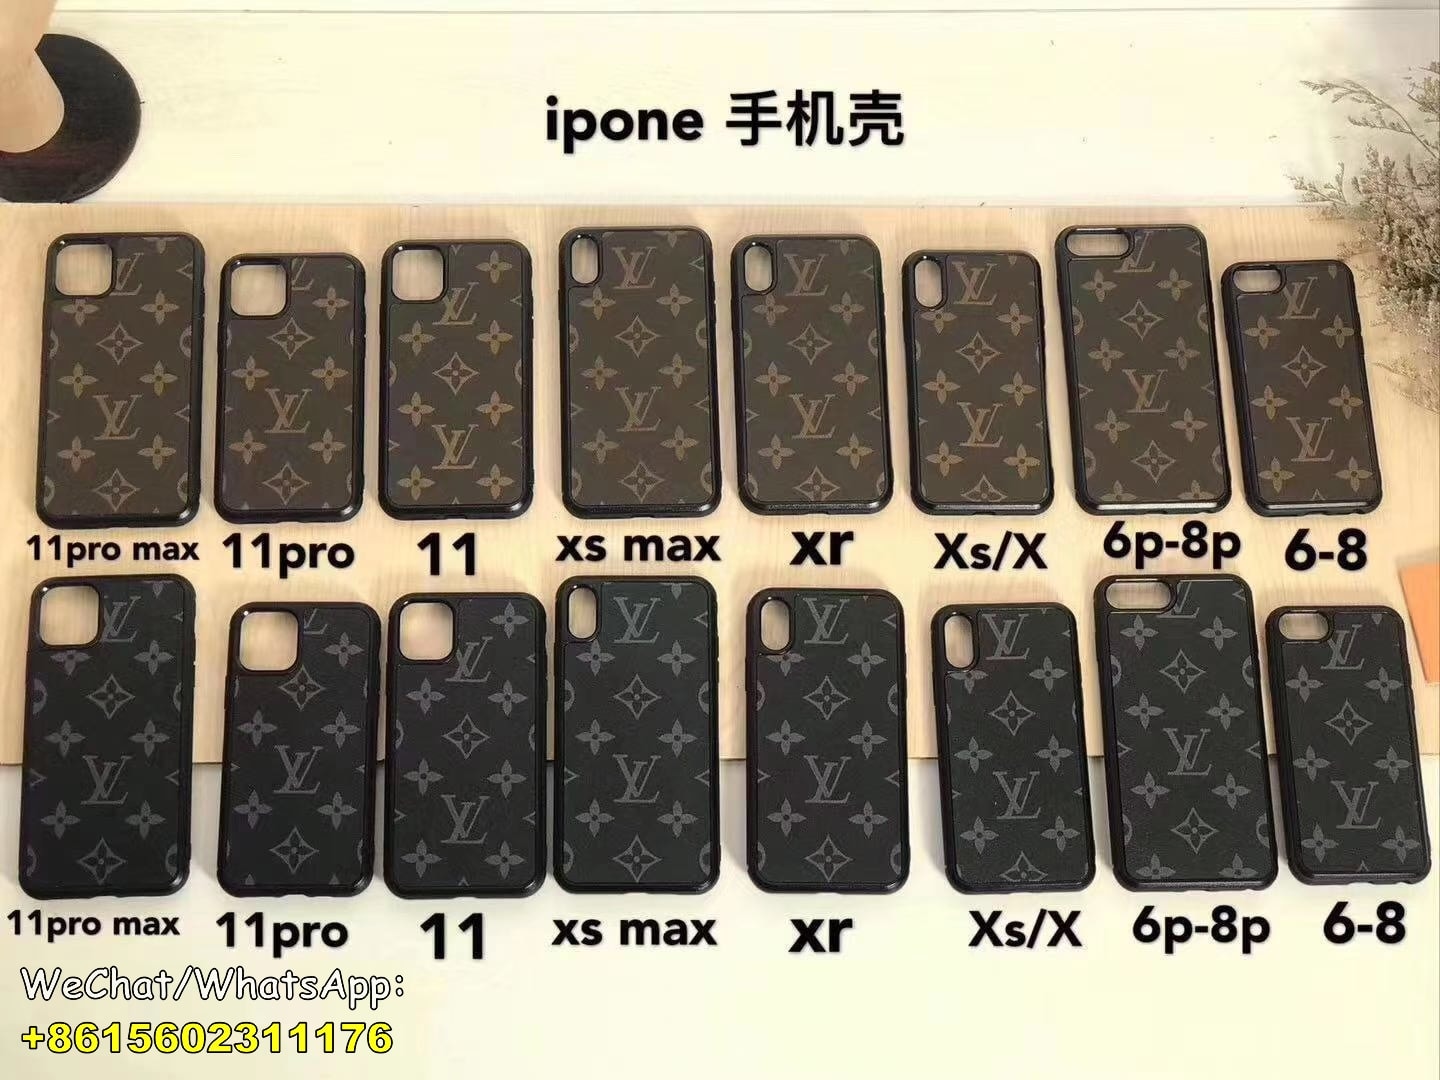 ipone 手机壳
11pro max 11pro 11 xs max xr Xs/X 6p-8p 6-8
11pro max 11pro 11 xs max xr Xs/X 6p-8p 6-8
WeChat/WhatsApp:
+8615602311176